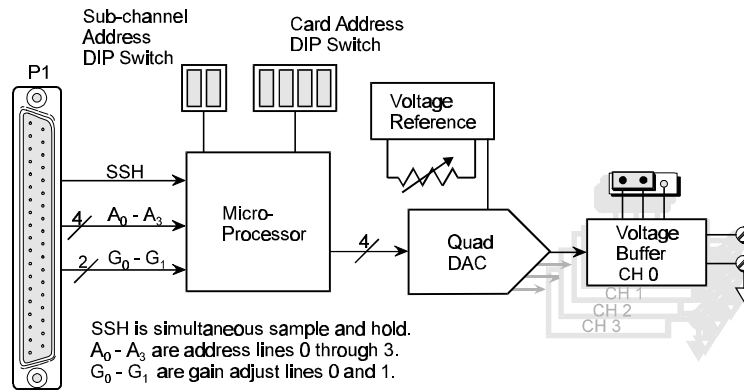 Sub-channel
Address
DIP Switch
Card Address
DIP Switch
P1
Voltage
Reference
SSH
4
A0 - A3
2
G0 - G1
Micro-
Processor
4
Quad
DAC
Voltage
Buffer
CH 0
CH 1
CH 2
CH 3
SSH is simultaneous sample and hold.
A0 - A3 are address lines 0 through 3.
G0 - G1 are gain adjust lines 0 and 1.